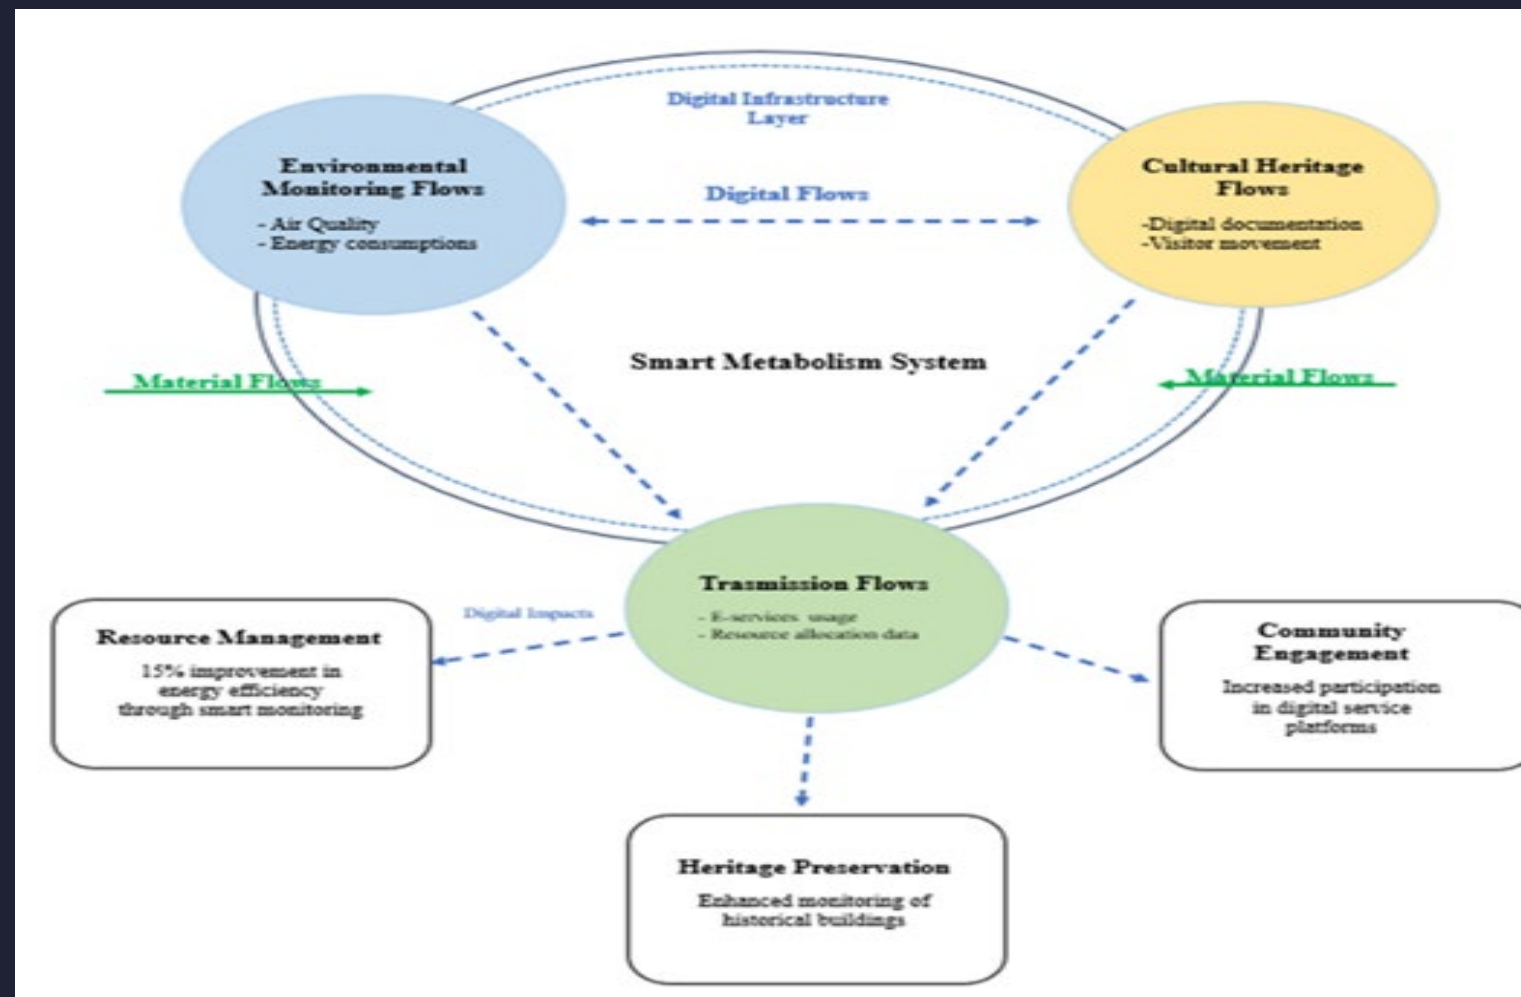 Digital Infrastructure
Layer
Environmental
Monitoring Flows
- Air Quality
- Energy consumptions
Digital Flows
Cultural Heritage
Flows
-Digital documentation
-Visitor movement
Smart Metabolism System
Material Flows
Material Flows
Trasmission Flows
- E-services usage
- Resource allocation data
Digital Impacts
Resource Management
15% improvement in
energy efficiency
through smart monitoring
Community
Engagement
Increased participation
in digital service
platforms
Heritage Preservation
Enhanced monitoring of
historical buildings